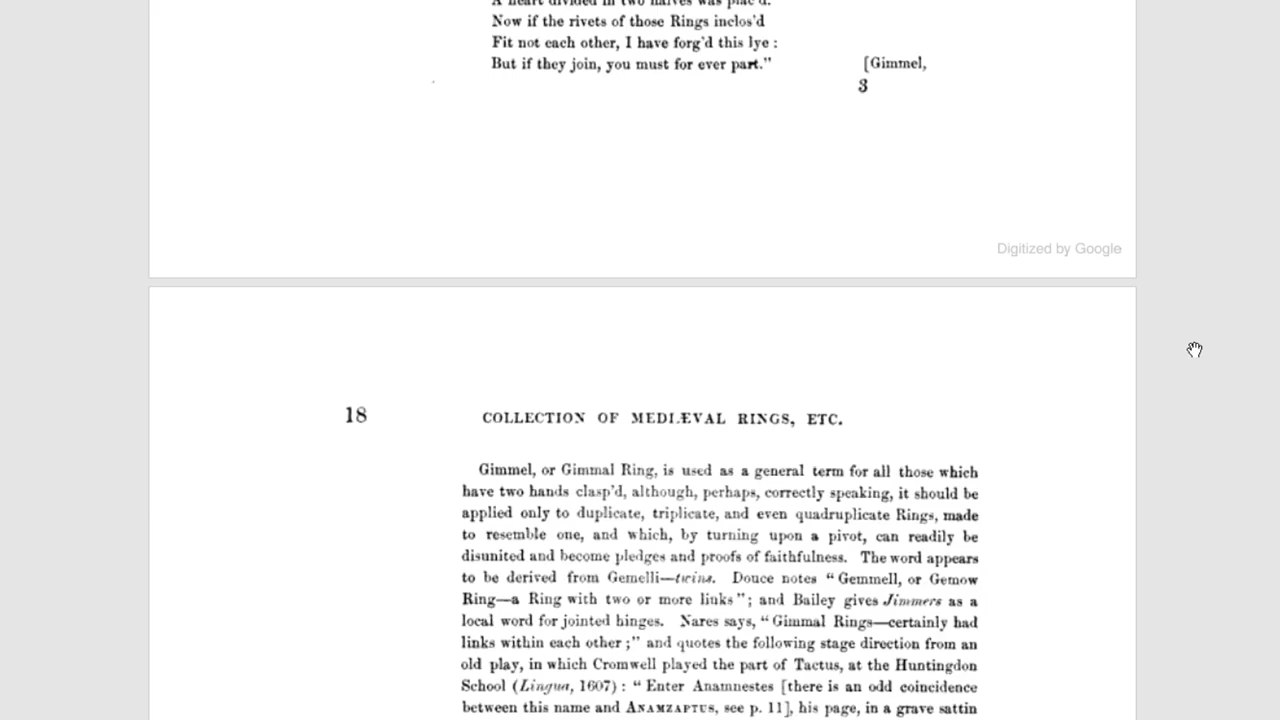 A heart divided in two halves was plac'd.
Now if the rivets of those Rings inclos'd
Fit not each other, I have forg'd this lye :
But if they join, you must for ever part."
[Gimmel,
3
Digitized by Google
18
COLLECTION OF MEDIÆVAL RINGS, ETC.
Gimmel, or Gimmal Ring, is used as a general term for all those which
have two hands clasp'd, although, perhaps, correctly speaking, it should be
applied only to duplicate, triplicate, and even quadruplicate Rings, made
to resemble one, and which, by turning upon a pivot, can readily be
disunited and become pledges and proofs of faithfulness. The word appears
to be derived from Gemelli—twins. Douce notes "Gemmell, or Gemow
Ring—a Ring with two or more links"; and Bailey gives Jimmers as a
local word for jointed hinges. Nares says, "Gimmal Rings—certainly had
links within each other ;" and quotes the following stage direction from an
old play, in which Cromwell played the part of Tactus, at the Huntingdon
School (Lingua, 1607) : "Enter Anamnestes [there is an odd coincidence
between this name and ANAMZAPTUS, see p. 11], his page, in a grave sattin